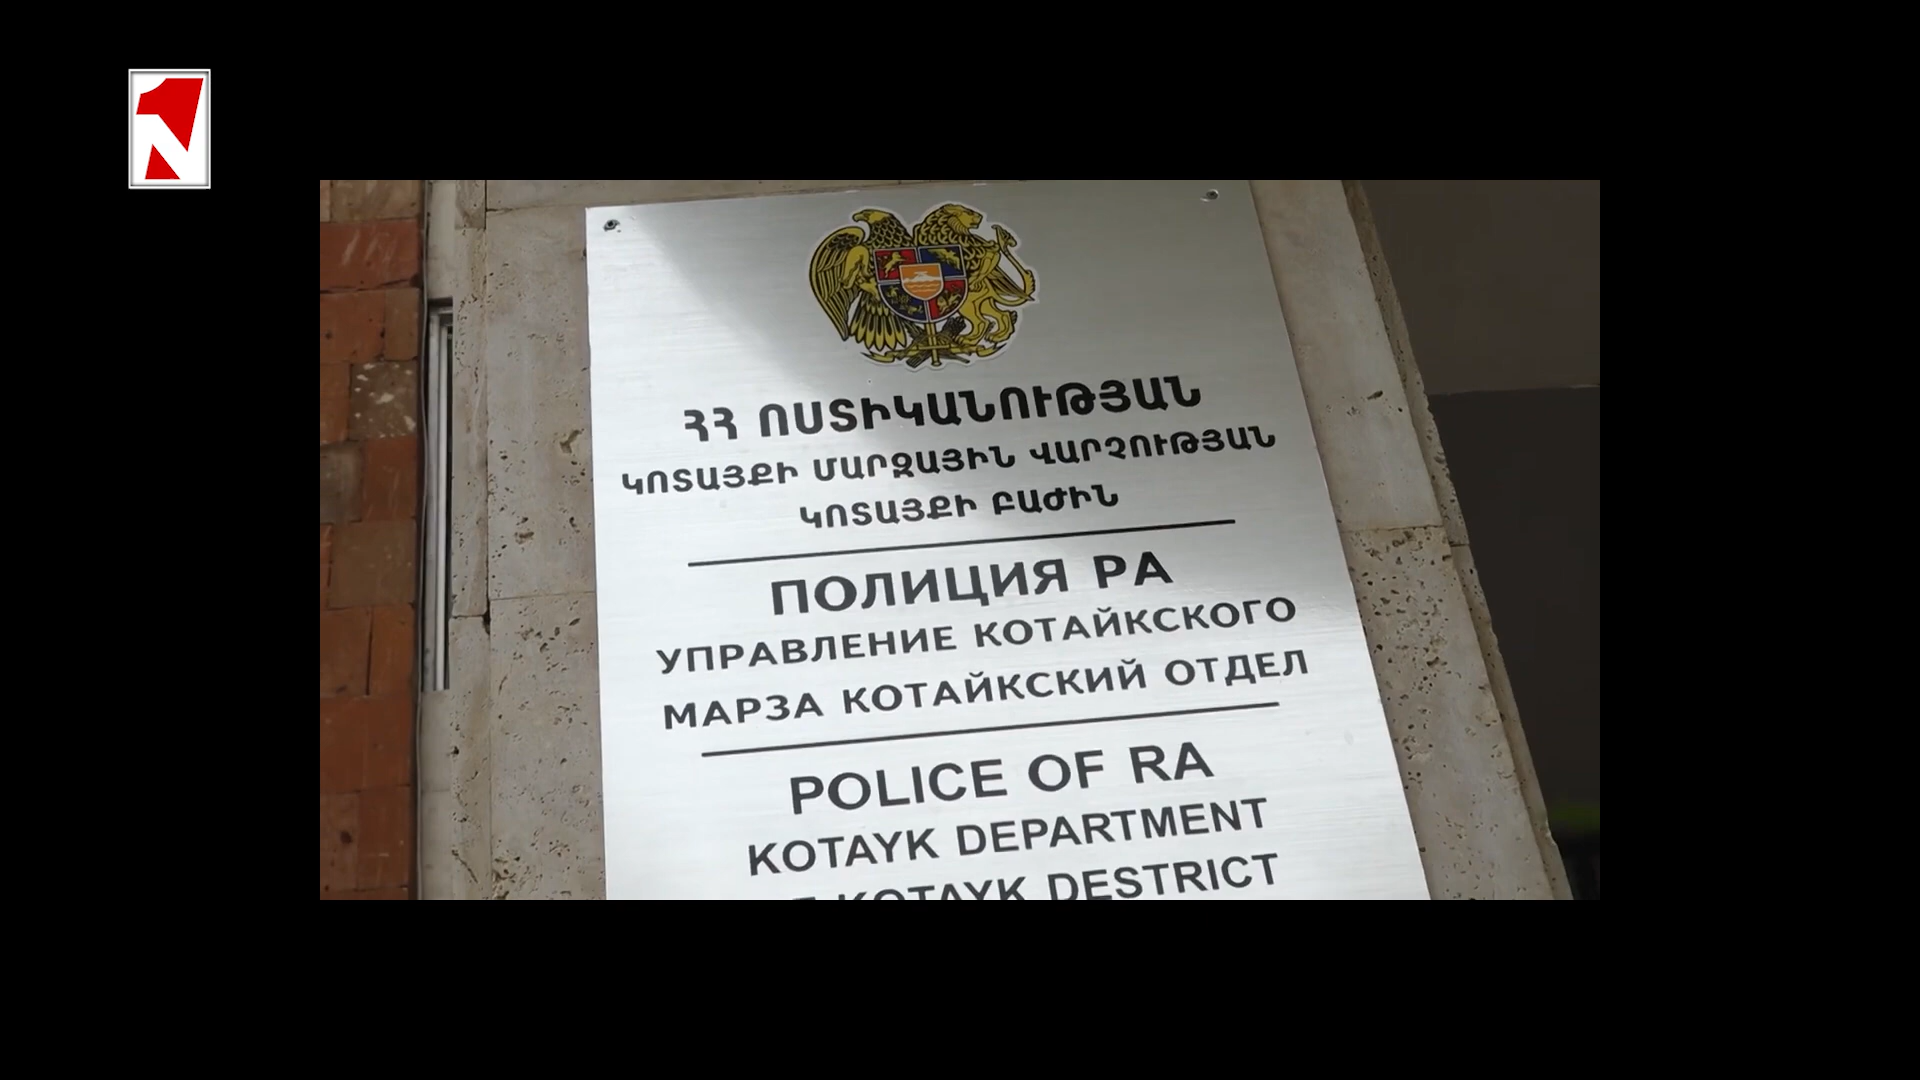 1N
ՀՀ ՈՍՏԻԿԱՆՈՒԹՅԱՆ
ԿՈՏԱՅՔԻ ՄԱՐԶԱՅԻՆ ՎԱՐՉՈՒԹՅԱՆ
ԿՈՏԱՅՔԻ ԲԱԺԻՆ
ПОЛИЦИЯ РА
УПРАВЛЕНИЕ КОТАЙКСКОГО
МАРЗА КОТАЙКСКИЙ ОТДЕЛ
POLICE OF RA
KOTAYK DEPARTMENT
KOTAYK DESTRICT